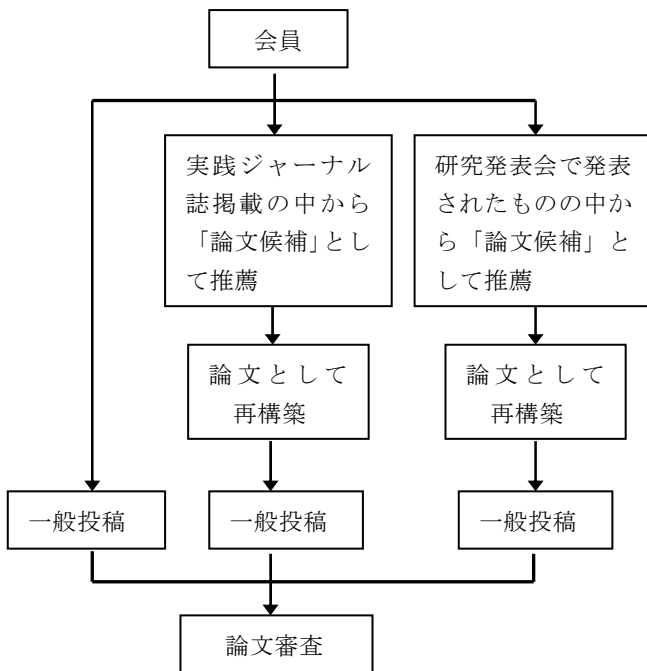 会員
実践ジャーナル
誌掲載の中から
「論文候補」とし
て推薦
研究発表会で発表
されたものの中か
ら「論文候補」と
して推薦
論文として
再構築
論文として
再構築
一般投稿
一般投稿
一般投稿
論文審査